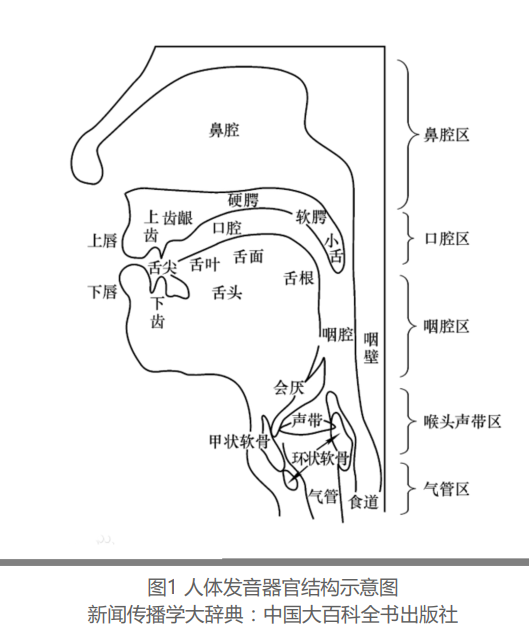 鼻腔
鼻腔区
硬腭
上齿
齿龈
软腭
口腔
小舌
上唇
口腔区
舌尖
舌叶
舌面
舌根
下唇
下齿
舌头
咽腔
咽壁
咽腔区
会厌
声带
喉头声带区
甲状软骨
环状软骨
气管
食道
气管区
图1 人体发音器官结构示意图
新闻传播学大辞典：中国大百科全书出版社